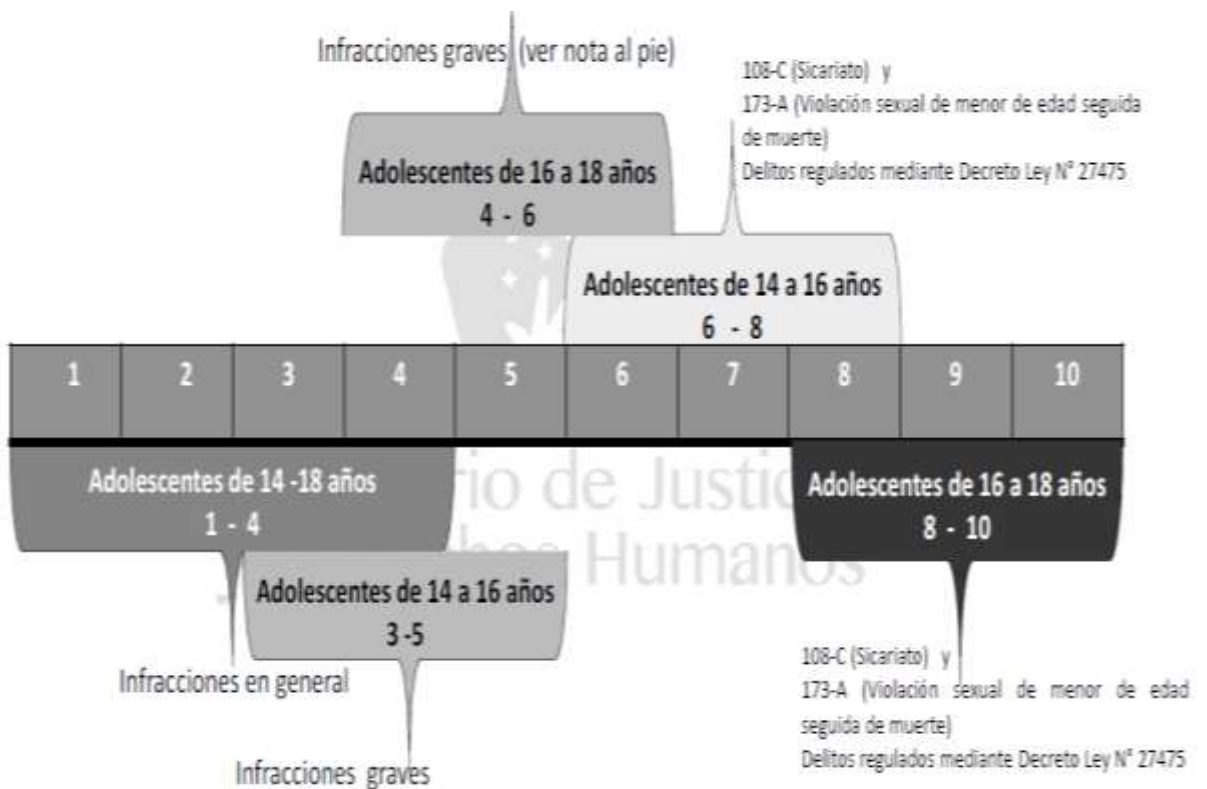 Infracciones graves (ver nota al pie)
108-C (Sicariato) y
173-A (Violación sexual de menor de edad seguida
de muerte)
Delitos regulados mediante Decreto Ley N° 27475
Adolescentes de 16 a 18 años
4 - 6
Adolescentes de 14 a 16 años
6 - 8
1 2 3 4 5 6 7 8 9 10
Adolescentes de 14 -18 años
1 - 4
Adolescentes de 16 a 18 años
8 - 10
rio de Justic
Humanos
Adolescentes de 14 a 16 años
3 -5
Infracciones en general
108-C (Sicariato) y
173-A (Violación sexual de menor de edad
seguida de muerte)
Delitos regulados mediante Decreto Ley N° 27475
Infracciones graves